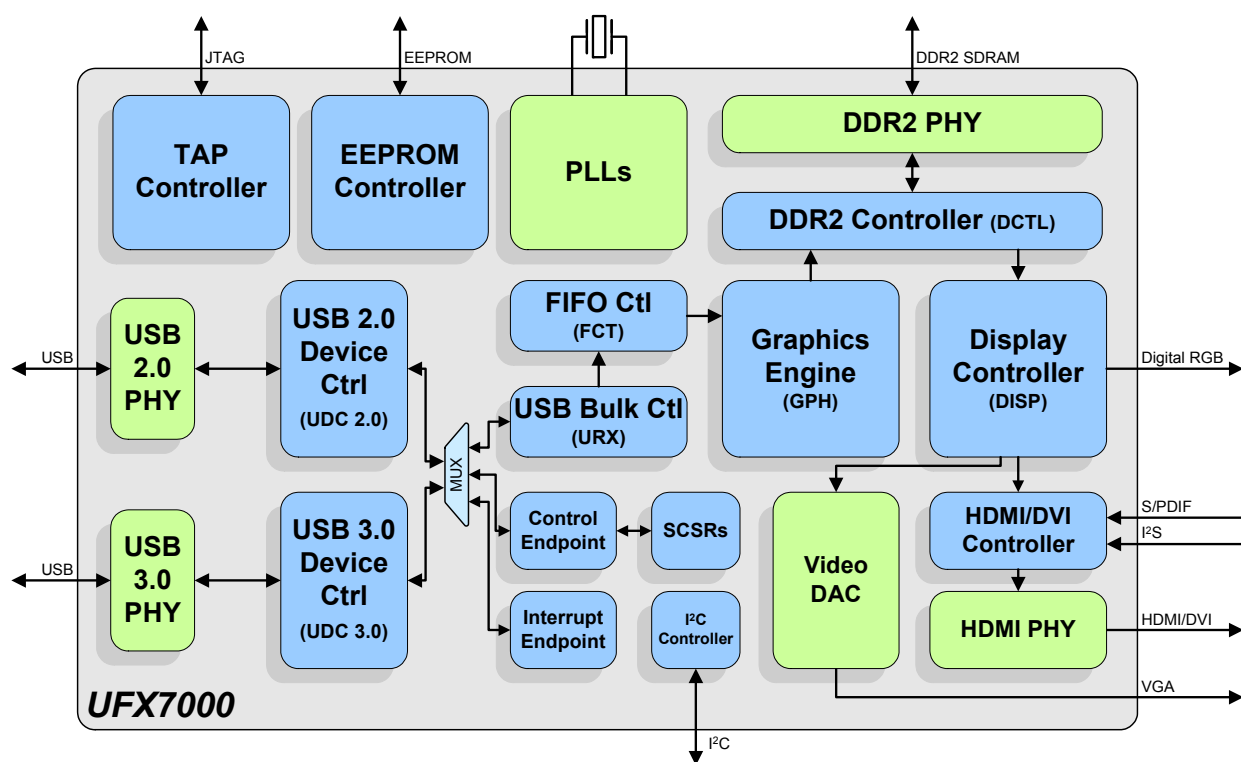 JTAG
EEPROM
DDR2 SDRAM
TAP
Controller
EEPROM
Controller
PLLs
DDR2 PHY
DDR2 Controller (DCTL)
USB
USB
2.0
PHY
USB 2.0
Device
Ctrl
(UDC 2.0)
FIFO Ctl
(FCT)
USB Bulk Ctl
(URX)
Graphics
Engine
(GPH)
Display
Controller
(DISP)
Digital RGB
MUX
USB
USB
3.0
PHY
USB 3.0
Device
Ctrl
(UDC 3.0)
Control
Endpoint
SCSRs
Interrupt
Endpoint
I²C
Controller
Video
DAC
HDMI/DVI
Controller
S/PDIF
I²S
HDMI PHY
HDMI/DVI
VGA
UFX7000
I²C